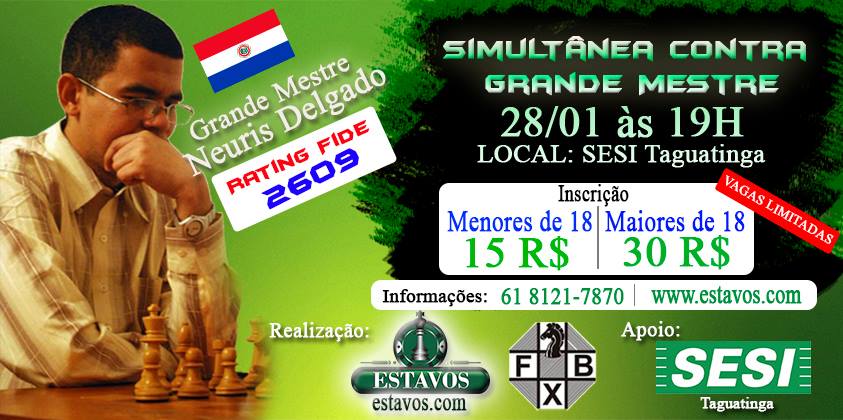 Grande Mestre
Neuris Delgado
RATING FIDE
2609
SIMULTÂNEA CONTRA
GRANDE MESTRE
28/01 às 19H
LOCAL: SESI Taguatinga
VAGAS LIMITADAS
Inscrição
Menores de 18
15 R$
Maiores de 18
30 R$
Informações: 61 8121-7870 www.estavos.com
Realização:
ESTAVOS
estavos.com
F B
X
Apoio:
SESI
Taguatinga